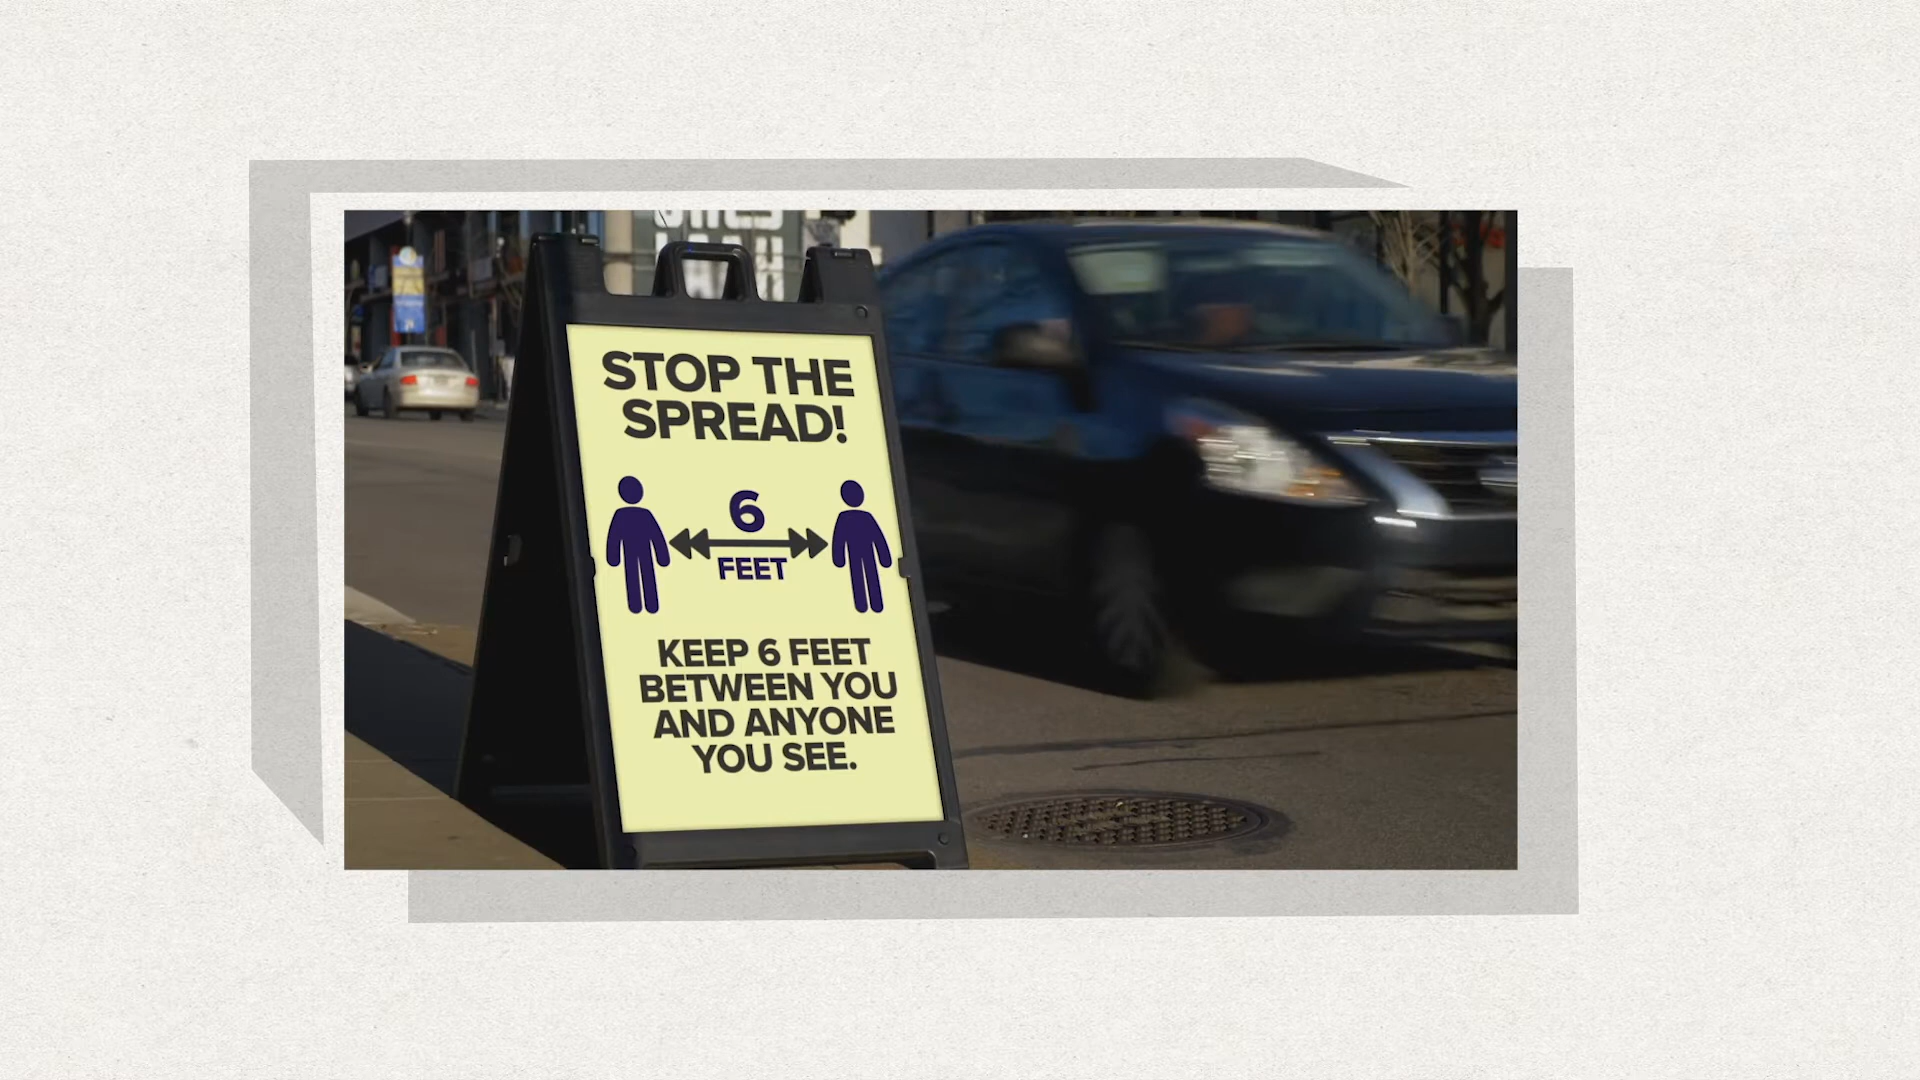 STOP THE
SPREAD!
6
FEET
KEEP 6 FEET
BETWEEN YOU
AND ANYONE
YOU SEE.